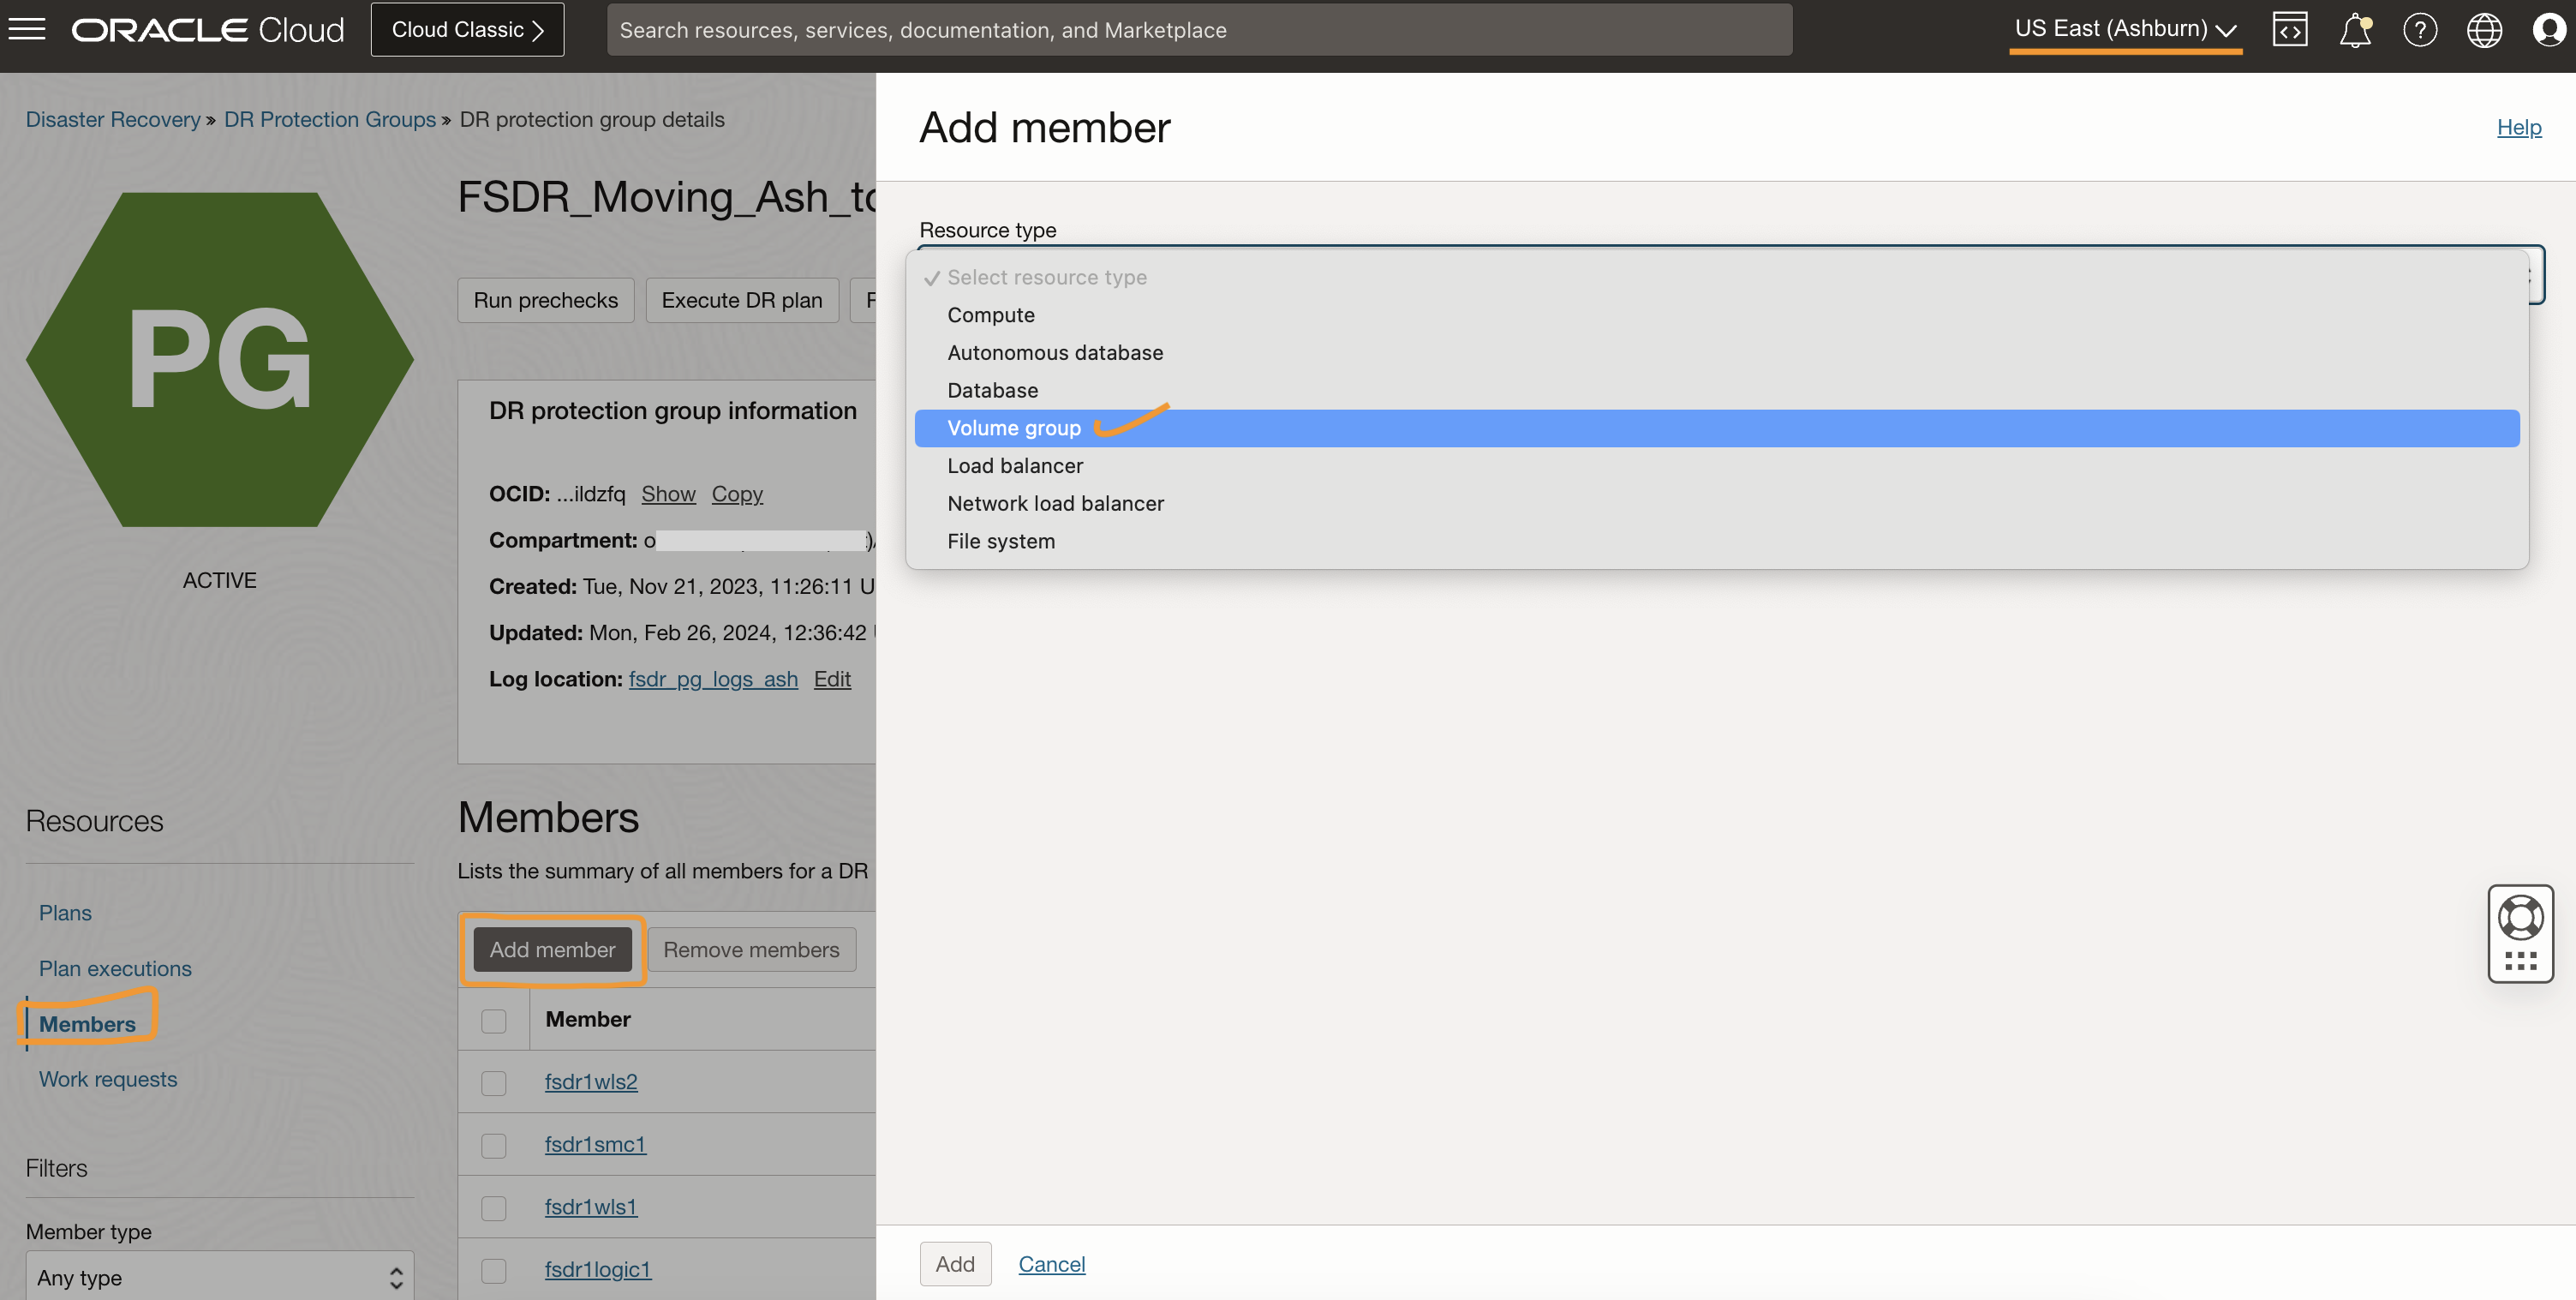 ORACLE Cloud
Cloud Classic
Search resources, services, documentation, and Marketplace
US East (Ashburn)
Disaster Recovery » DR Protection Groups » DR protection group details
PG
ACTIVE
FSDR_Moving_Ash_to
Run prechecks
Execute DR plan
DR protection group information
OCID: ...ildzfq Show Copy
Compartment: o
Created: Tue, Nov 21, 2023, 11:26:11 U
Updated: Mon, Feb 26, 2024, 12:36:42
Log location: fsdr_pg_logs_ash Edit
Resources
Plans
Plan executions
Members
Work requests
Filters
Member type
Any type
Members
Lists the summary of all members for a DR
Add member
Remove members
Member
fsdr1wls2
fsdr1smc1
fsdr1wls1
fsdr1logic1
Add member
Help
Resource type
Select resource type
Compute
Autonomous database
Database
Volume group
Load balancer
Network load balancer
File system
Add
Cancel